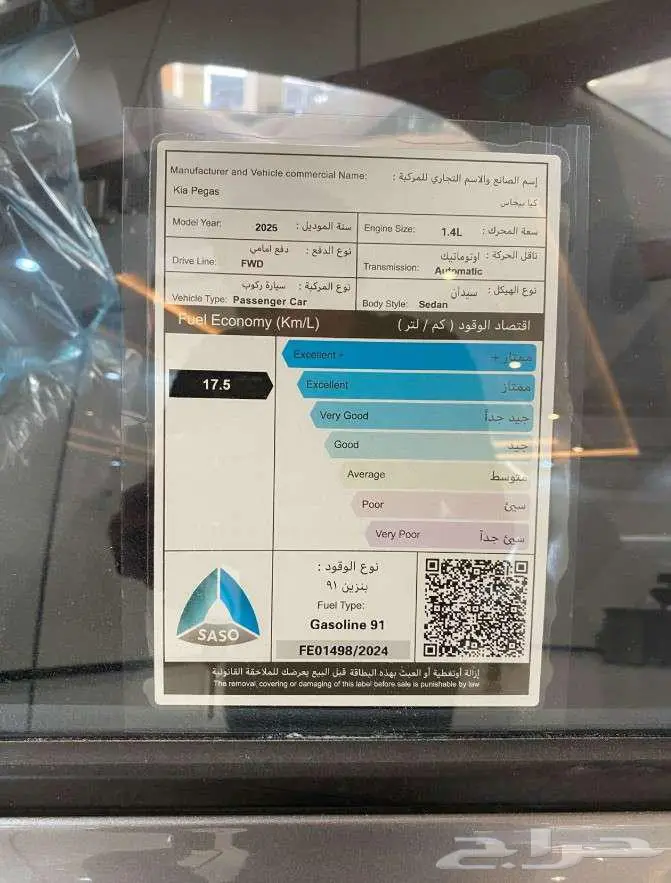 Manufacturer and Vehicle commercial Name: إسم الصانع والاسم التجاري للمركبة :
Kia Pegas كيا بيجاس
Model Year: 2025 سنة الموديل :
Engine Size: 1.4L سعة المحرك :
Drive Line: FWD دفع امامي نوع الدفع :
Transmission: Automatic اوتوماتيك ناقل الحركة :
Vehicle Type: Passenger Car سيارة ركوب نوع المركبة :
Body Style: Sedan سيدان نوع الهيكل :
Fuel Economy (Km/L) اقتصاد الوقود ( كم / لتر )
Excellent + ممتاز +
17.5
Excellent ممتاز
Very Good جيد جداً
Good جيد
Average متوسط
Poor سيئ
Very Poor سيئ جداً
SASO
نوع الوقود :
بنزين ٩١
Fuel Type:
Gasoline 91
FE01498/2024
إزالة أوتغطية أو العبث بهذه البطاقة قبل البيع يعرضك للملاحقة القانونية
The removal, covering or damaging of this label before sale is punishable by law
حراج